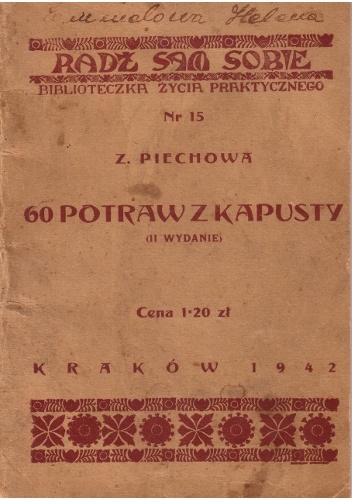 Helena
RADŹ SAM SOBIE
BIBLIOTECZKA ŻYCIA PRAKTYCZNEGO
Nr 15
Z. PIECHOWA
60 POTRAW Z KAPUSTY
(II WYDANIE)
Cena 1·20 zł
KRAKÓW 1942